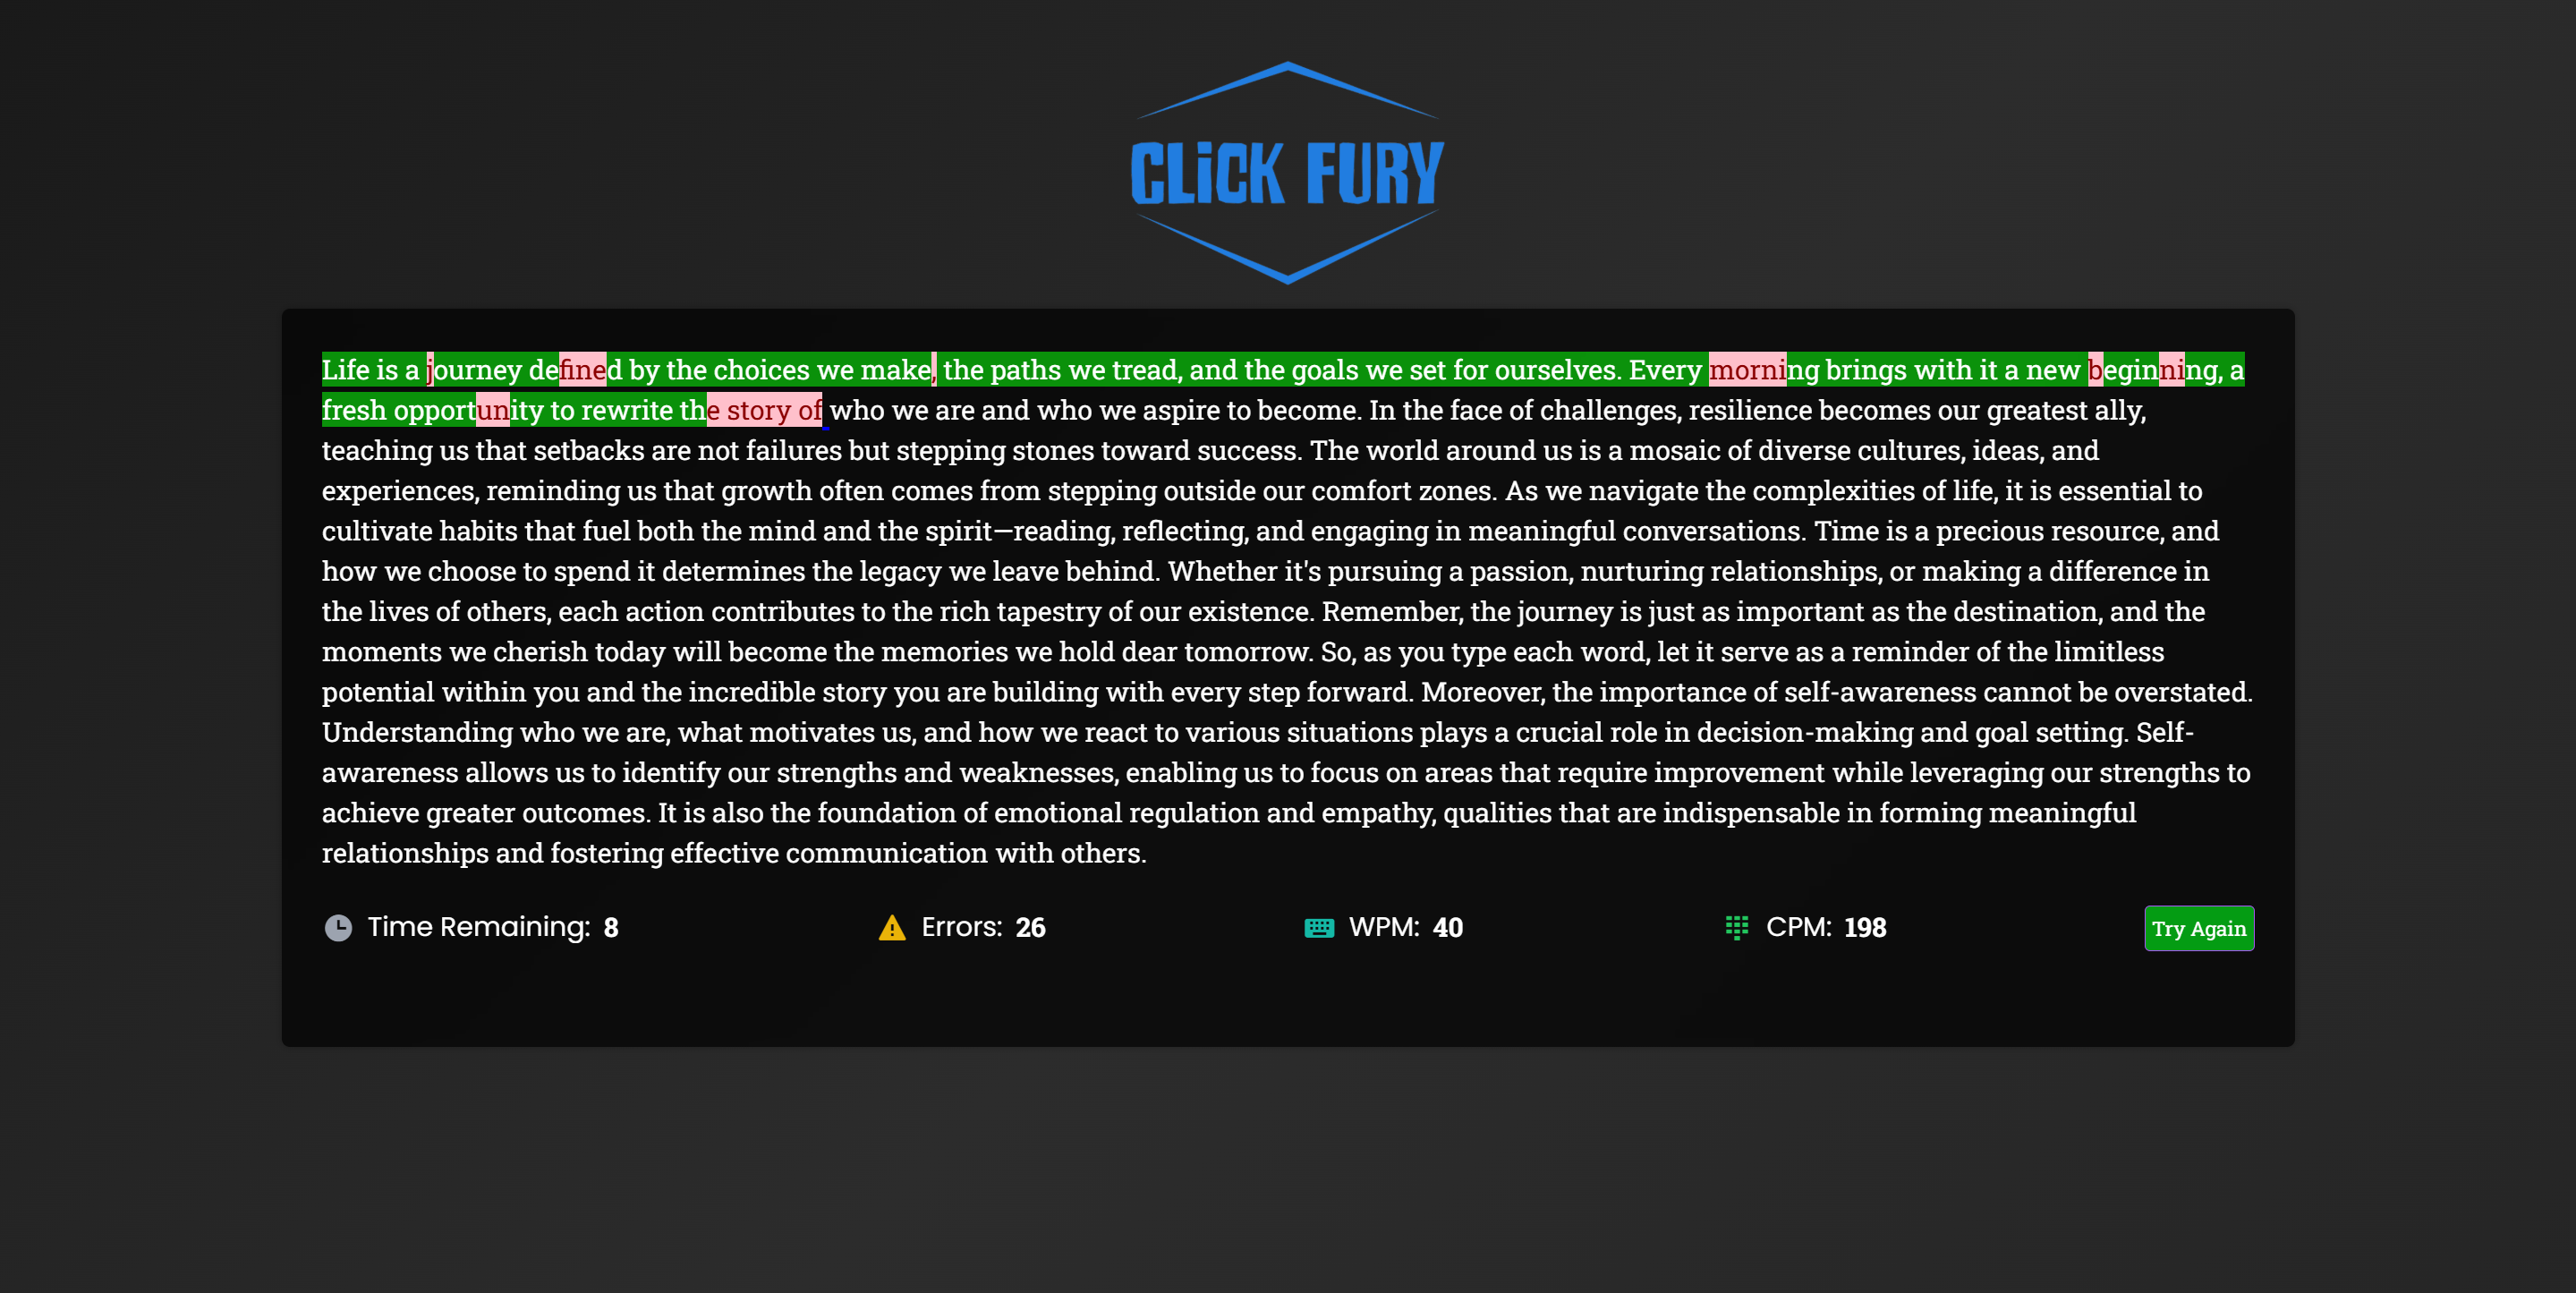 CLiCK FURY
Life is a journey defined by the choices we make, the paths we tread, and the goals we set for ourselves. Every morning brings with it a new beginning, a
fresh opportunity to rewrite the story of who we are and who we aspire to become. In the face of challenges, resilience becomes our greatest ally,
teaching us that setbacks are not failures but stepping stones toward success. The world around us is a mosaic of diverse cultures, ideas, and
experiences, reminding us that growth often comes from stepping outside our comfort zones. As we navigate the complexities of life, it is essential to
cultivate habits that fuel both the mind and the spirit—reading, reflecting, and engaging in meaningful conversations. Time is a precious resource, and
how we choose to spend it determines the legacy we leave behind. Whether it's pursuing a passion, nurturing relationships, or making a difference in
the lives of others, each action contributes to the rich tapestry of our existence. Remember, the journey is just as important as the destination, and the
moments we cherish today will become the memories we hold dear tomorrow. So, as you type each word, let it serve as a reminder of the limitless
potential within you and the incredible story you are building with every step forward. Moreover, the importance of self-awareness cannot be overstated.
Understanding who we are, what motivates us, and how we react to various situations plays a crucial role in decision-making and goal setting. Self-
awareness allows us to identify our strengths and weaknesses, enabling us to focus on areas that require improvement while leveraging our strengths to
achieve greater outcomes. It is also the foundation of emotional regulation and empathy, qualities that are indispensable in forming meaningful
relationships and fostering effective communication with others.
Time Remaining: 8 Errors: 26 WPM: 40 CPM: 198 Try Again